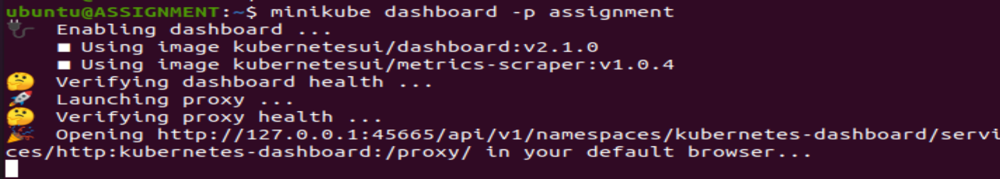 ubuntu@ASSIGNMENT:~$ minikube dashboard -p assignment
Enabling dashboard ...
■ Using image kubernetesui/dashboard:v2.1.0
■ Using image kubernetesui/metrics-scraper:v1.0.4
🤔 Verifying dashboard health ...
🚀 Launching proxy ...
🤔 Verifying proxy health ...
🎉 Opening http://127.0.0.1:45665/api/v1/namespaces/kubernetes-dashboard/servi
ces/http:kubernetes-dashboard:/proxy/ in your default browser...